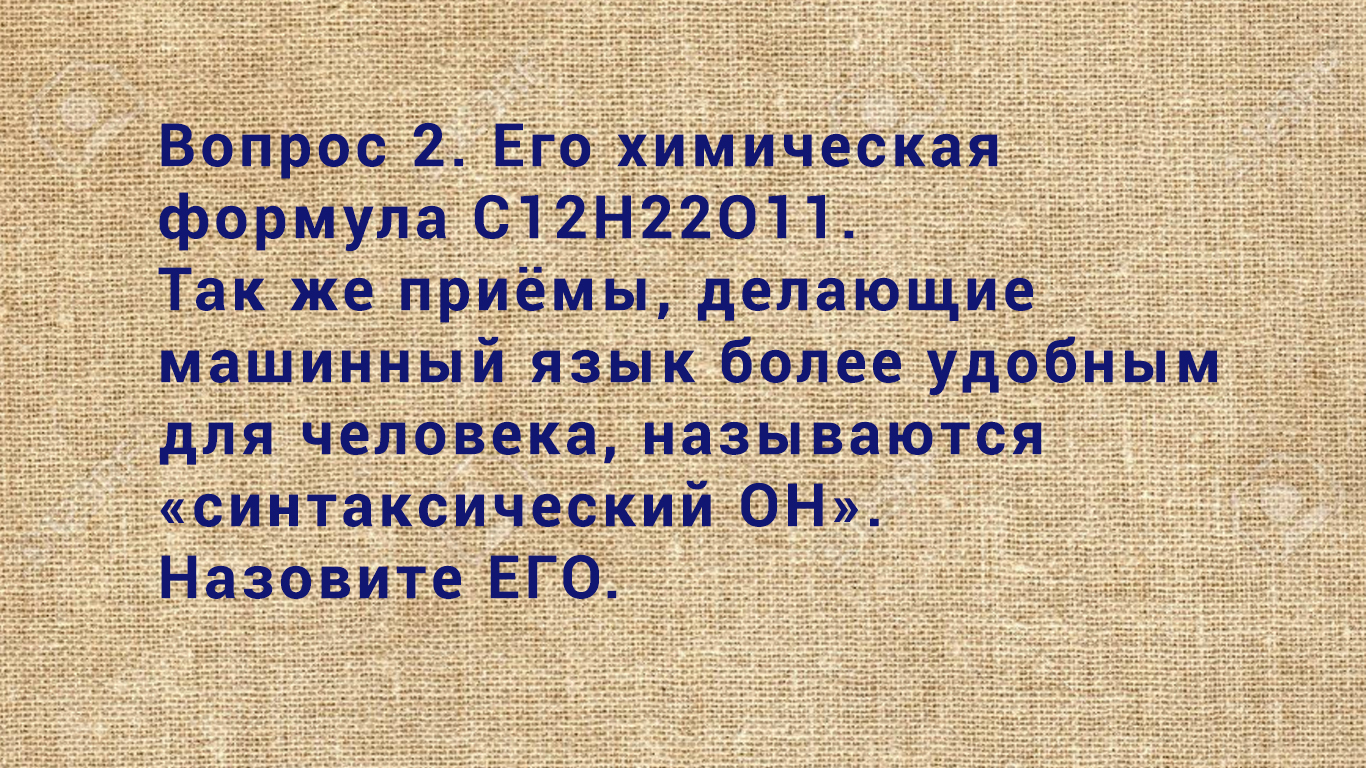 Вопрос 2. Его химическая
формула C12H22O11.
Так же приёмы, делающие
машинный язык более удобным
для человека, называются
«синтаксический ОН».
Назовите ЕГО.